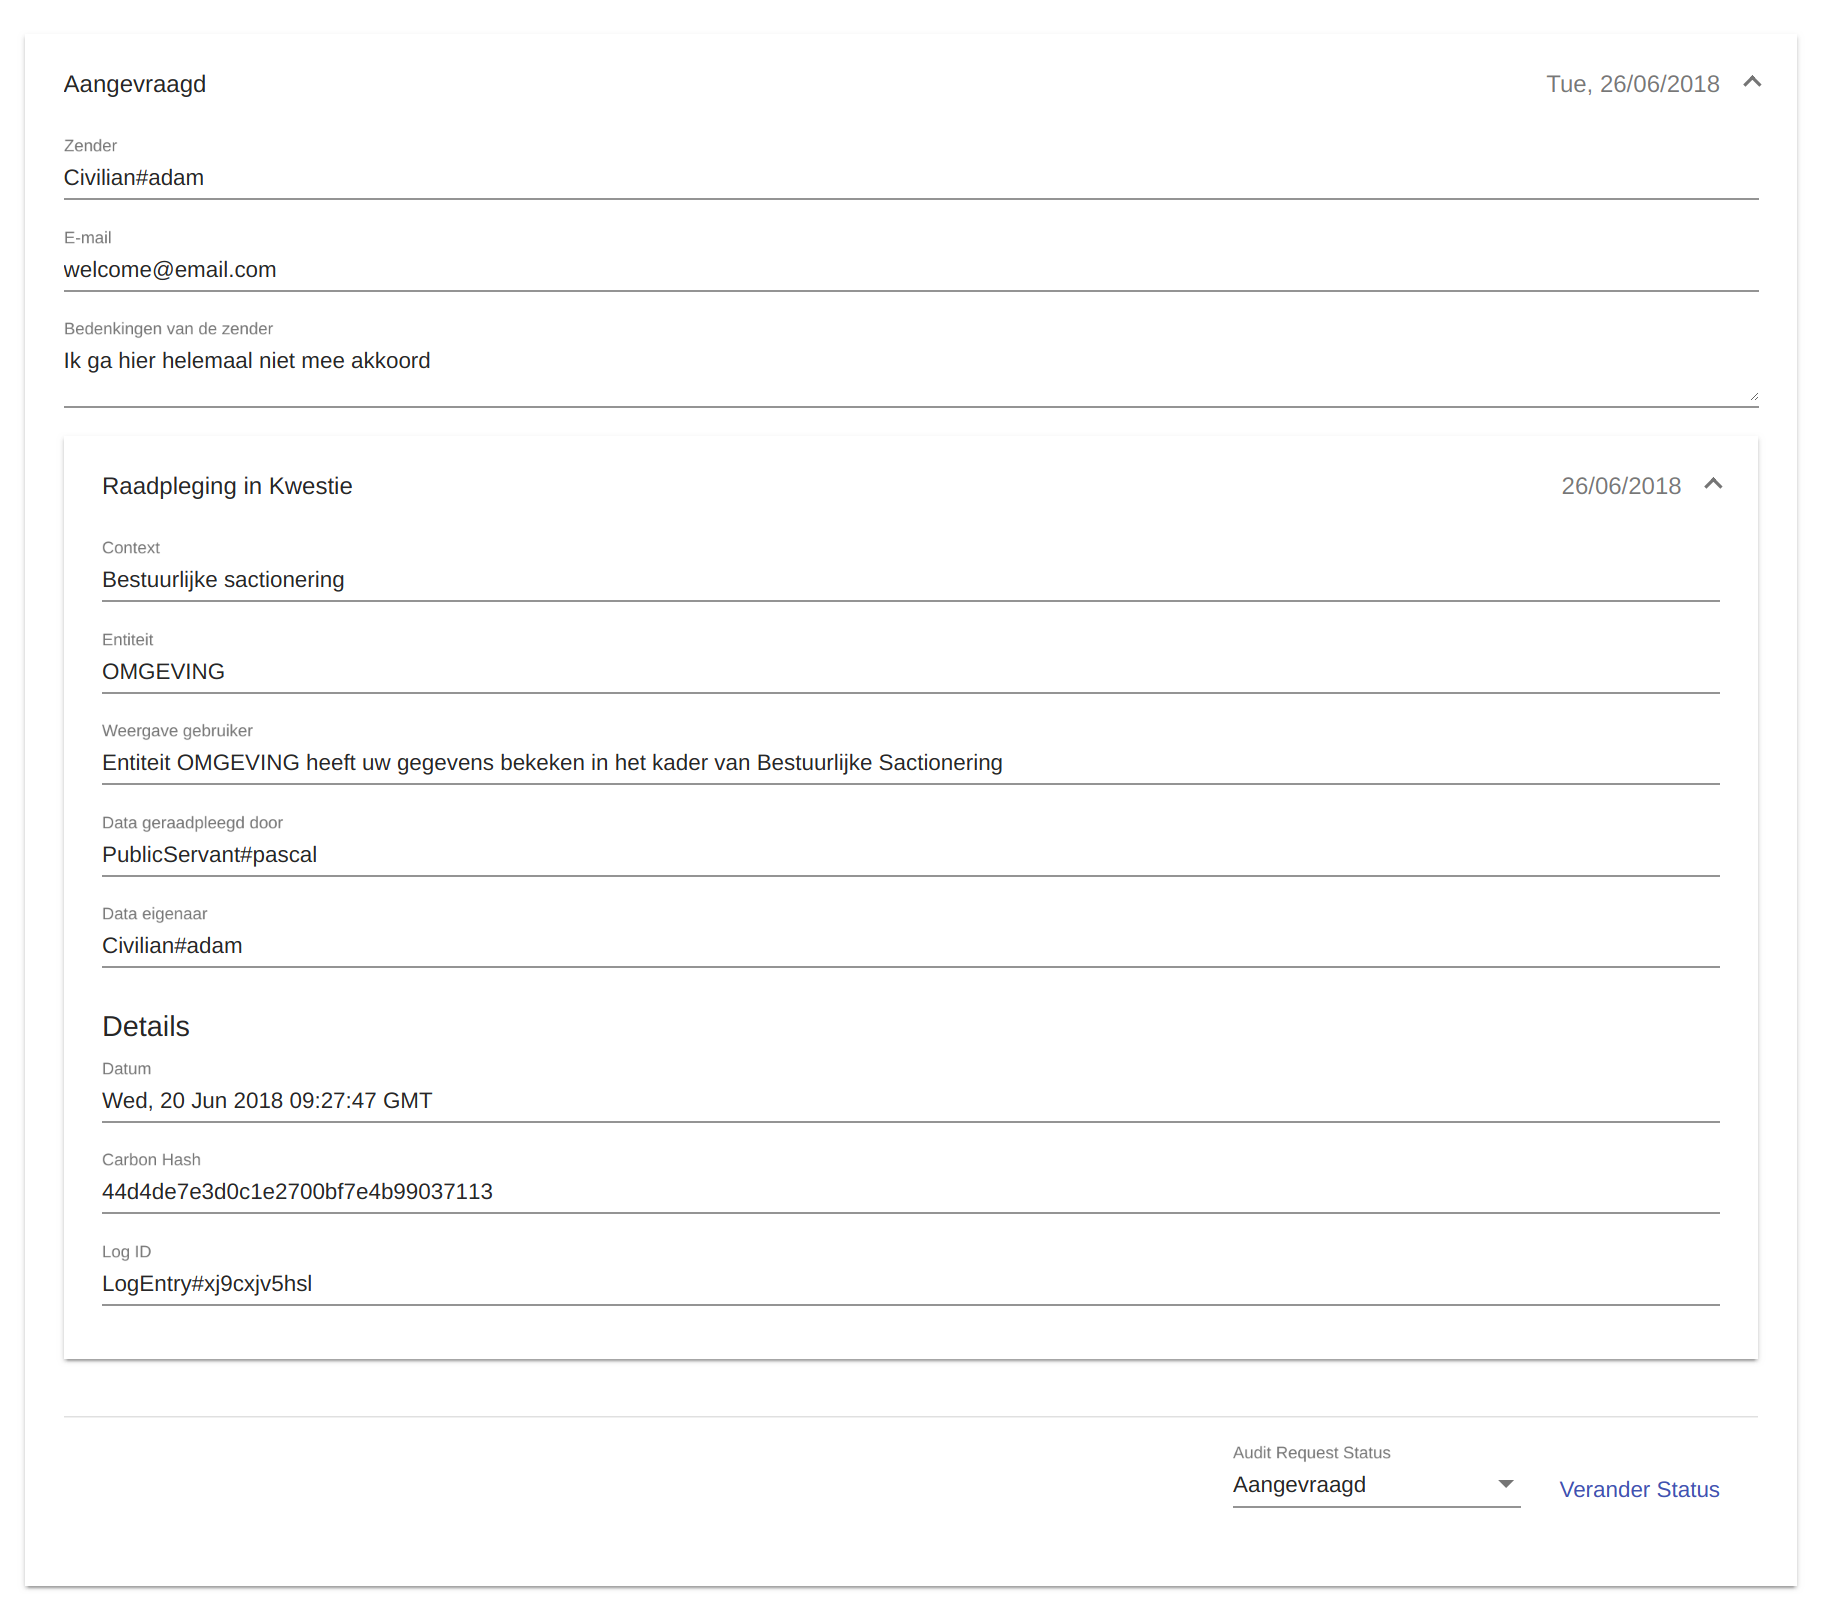 Aangevraagd Tue, 26/06/2018
Zender
Civilian#adam
E-mail
welcome@email.com
Bedenkingen van de zender
Ik ga hier helemaal niet mee akkoord
Raadpleging in Kwestie 26/06/2018
Context
Bestuurlijke sactionering
Entiteit
OMGEVING
Weergave gebruiker
Entiteit OMGEVING heeft uw gegevens bekeken in het kader van Bestuurlijke Sactionering
Data geraadpleegd door
PublicServant#pascal
Data eigenaar
Civilian#adam
Details
Datum
Wed, 20 Jun 2018 09:27:47 GMT
Carbon Hash
44d4de7e3d0c1e2700bf7e4b99037113
Log ID
LogEntry#xj9cxjv5hsl
Audit Request Status
Aangevraagd Verander Status